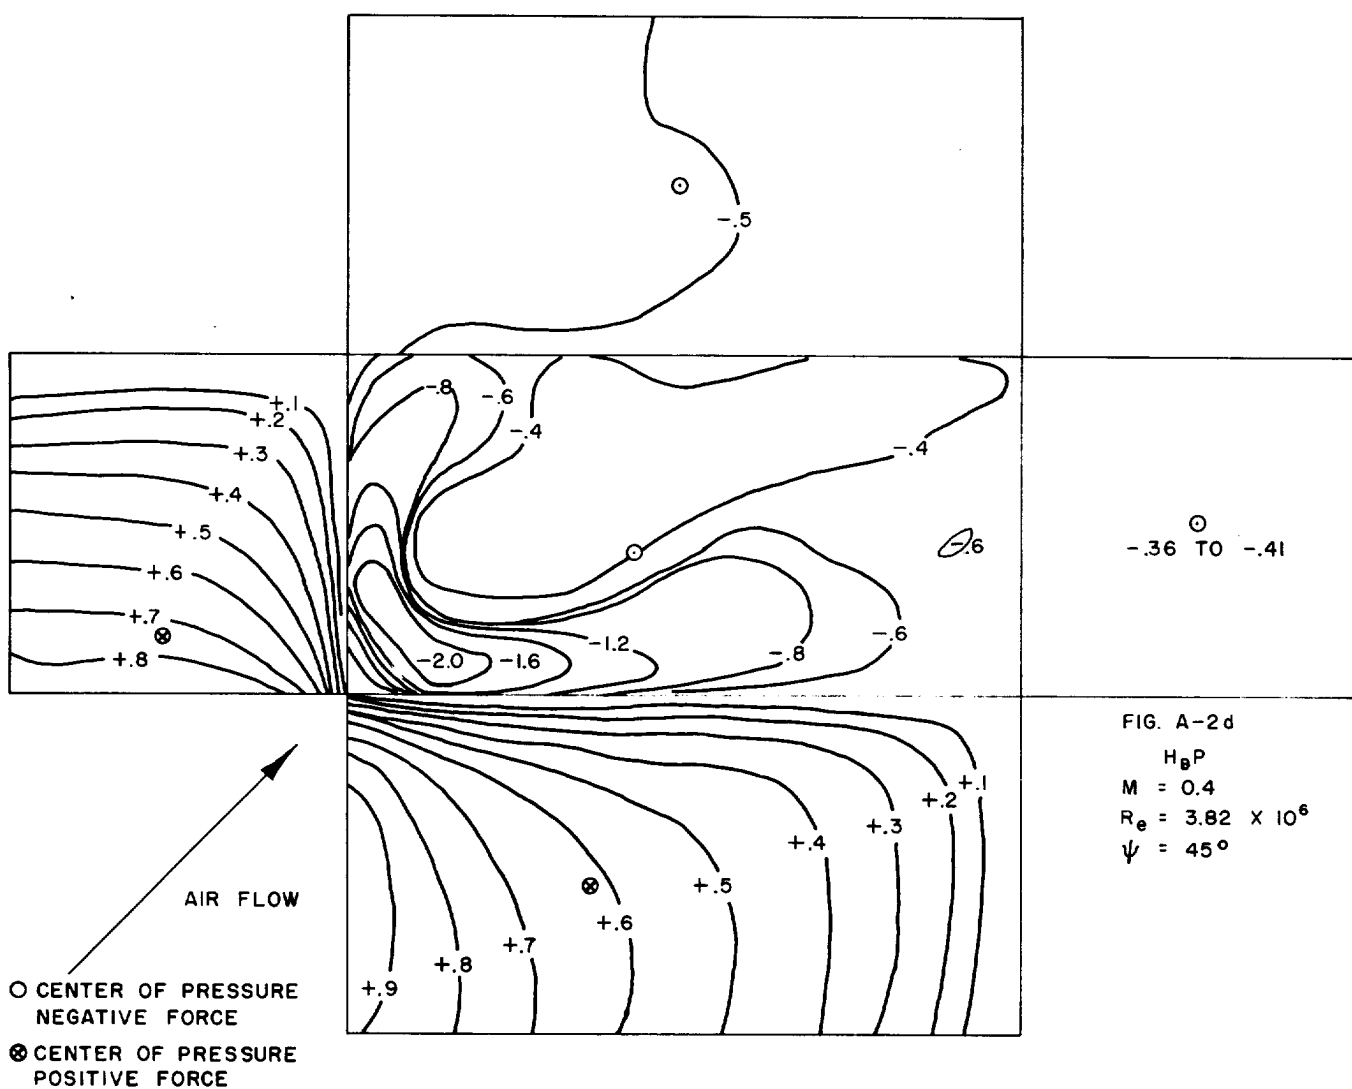 -.5
-.8
-.6
-.4
-.4
+.1
+.2
+.3
+.4
+.5
+.6
+.7
+.8
-.6
-.36 TO -.41
-2.0
-1.6
-1.2
-.8
-.6
FIG. A-2d
H_B P
M = 0.4
R_e = 3.82 X 10⁶
ψ = 45°
+.9
+.8
+.7
+.6
+.5
+.4
+.3
+.2
+.1
AIR FLOW
CENTER OF PRESSURE
NEGATIVE FORCE
CENTER OF PRESSURE
POSITIVE FORCE